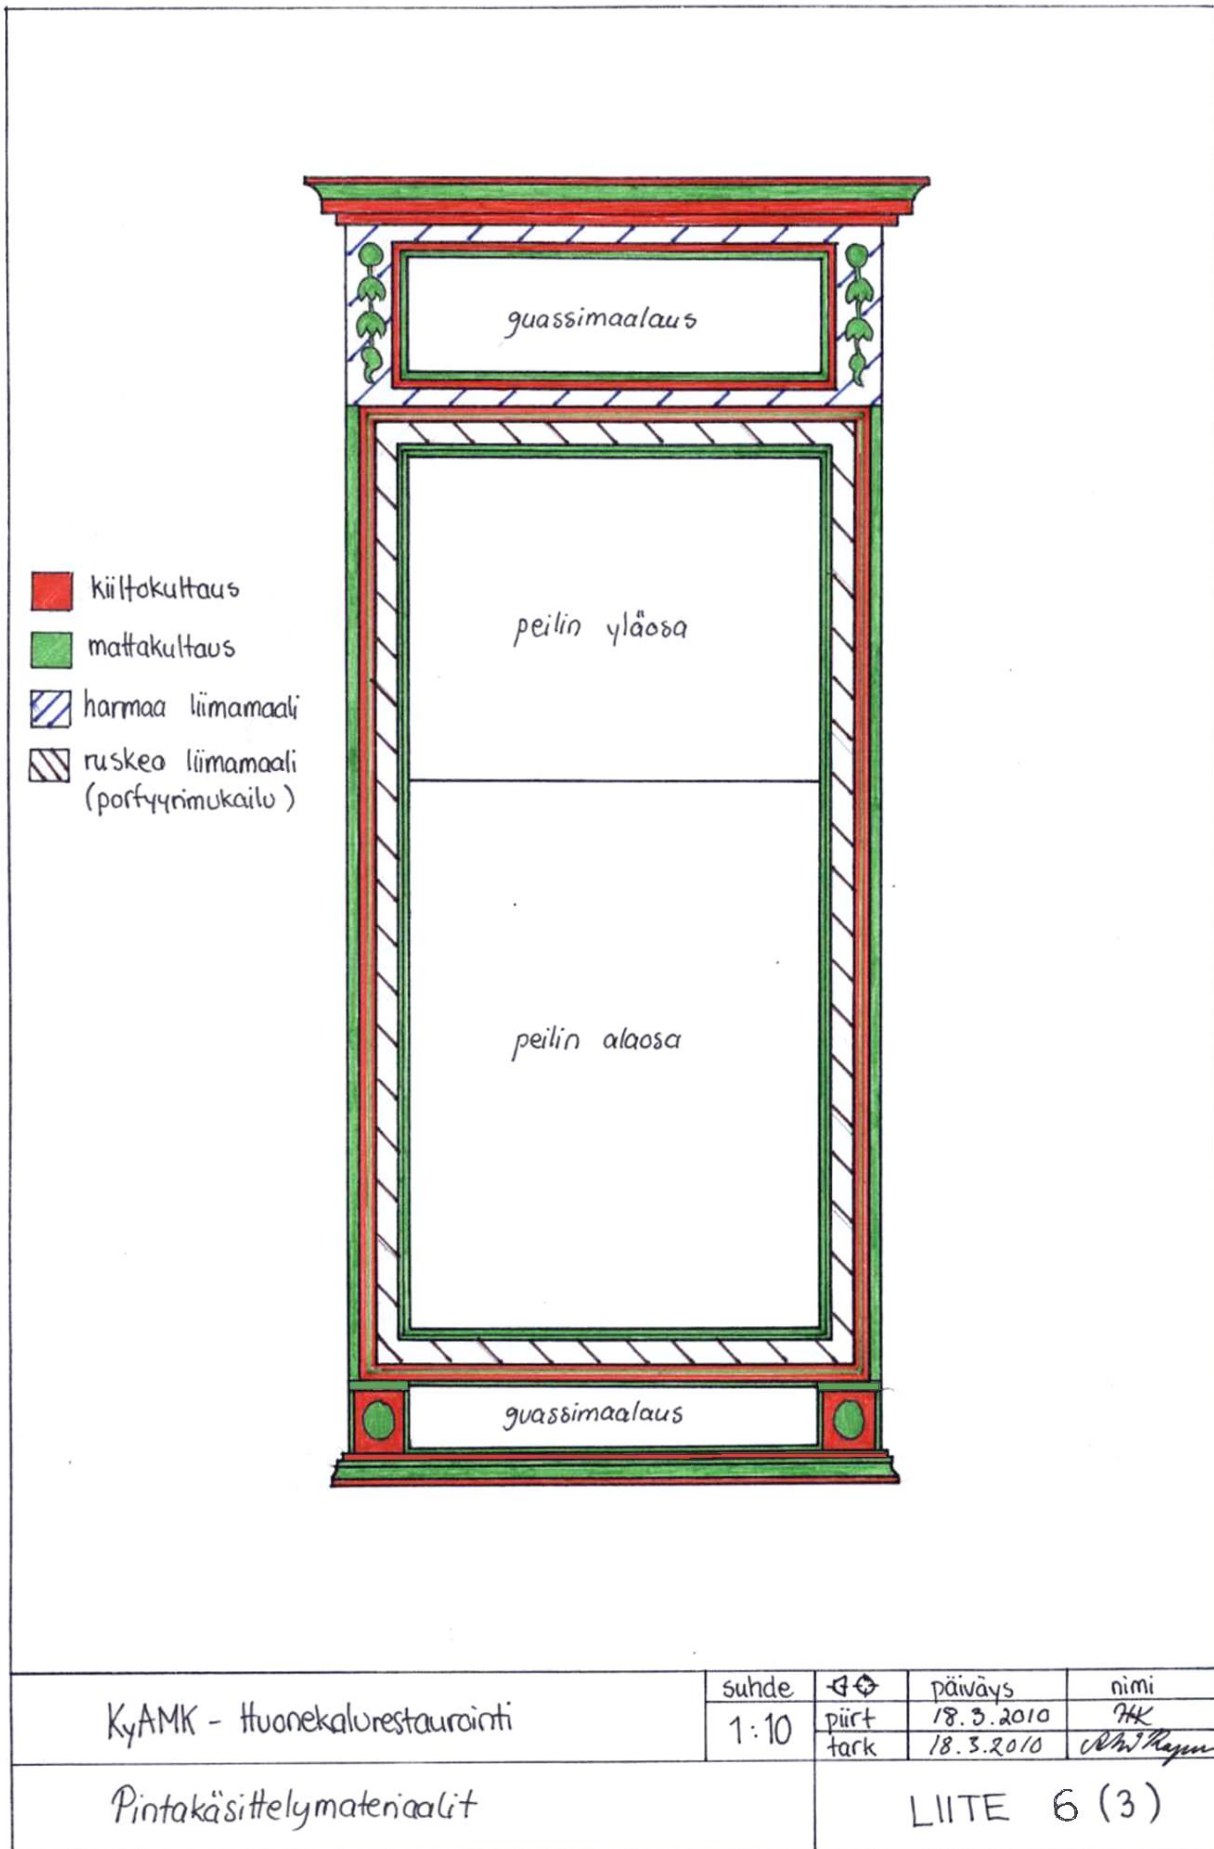 guassimaalaus
kiiltokultaus
mattakultaus
harmaa liimamaali
ruskea liimamaali
(porfyyrimukailu)
peilin yläosa
peilin alaosa
guassimaalaus
KyAMK - Huonekalurestaurointi
suhde
1:10
päiväys
nimi
piirt
18.3.2010
HK
tark
18.3.2010
Pintakäsittelymateriaalit
LIITE 6 (3)